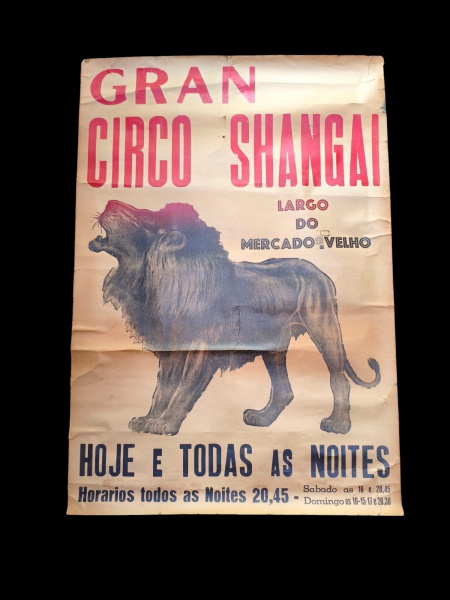 GRAN
CIRCO SHANGAI
LARGO
DO
MERCADO VELHO
HOJE E TODAS AS NOITES
Horarios todos as Noites 20,45 - Sabado as 16 e 20,45
Domingo as 10-15 17 e 20.30